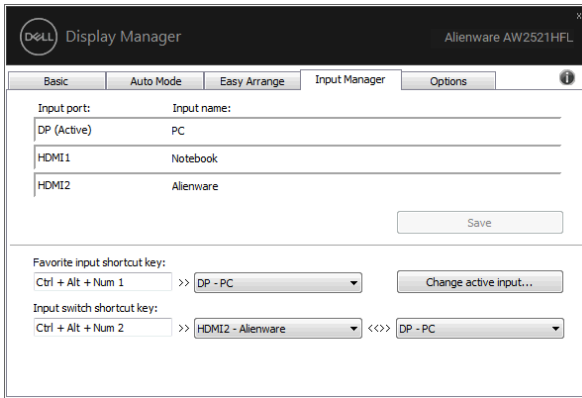 DELL Display Manager Alienware AW2521HFL
x
Basic Auto Mode Easy Arrange Input Manager Options i
Input port: Input name:
DP (Active) PC
HDMI1 Notebook
HDMI2 Alienware
Save
Favorite input shortcut key:
Ctrl + Alt + Num 1 >> DP - PC Change active input...
Input switch shortcut key:
Ctrl + Alt + Num 2 >> HDMI2 - Alienware <<>> DP - PC